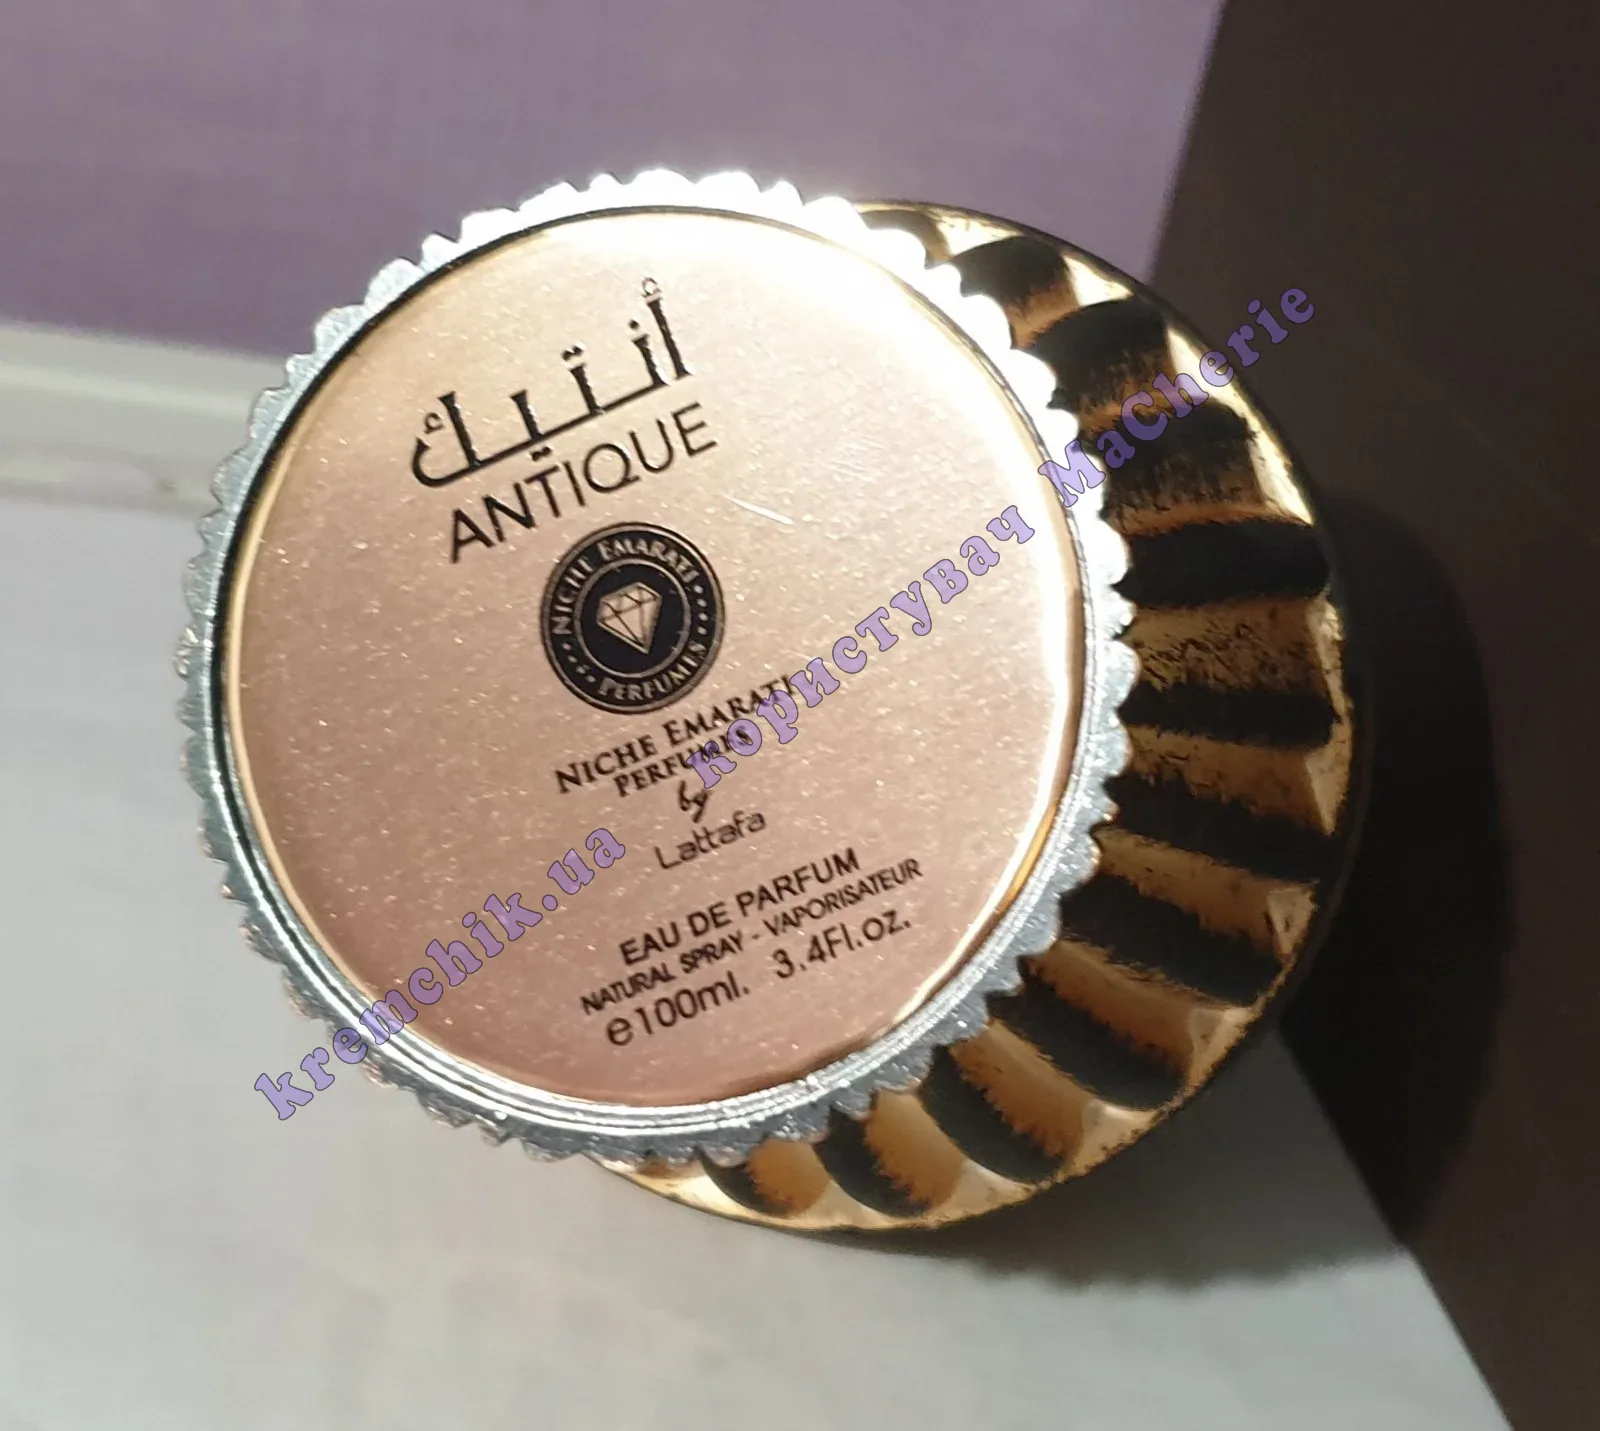 أنتيك
ANTIQUE
NICHE EMARATI
PERFUMES
NICHE EMARATI
PERFUMES
by
Lattafa
EAU DE PARFUM
NATURAL SPRAY - VAPORISATEUR
e100ml. 3.4Fl.oz.
kremchik.ua користувач MaCherie